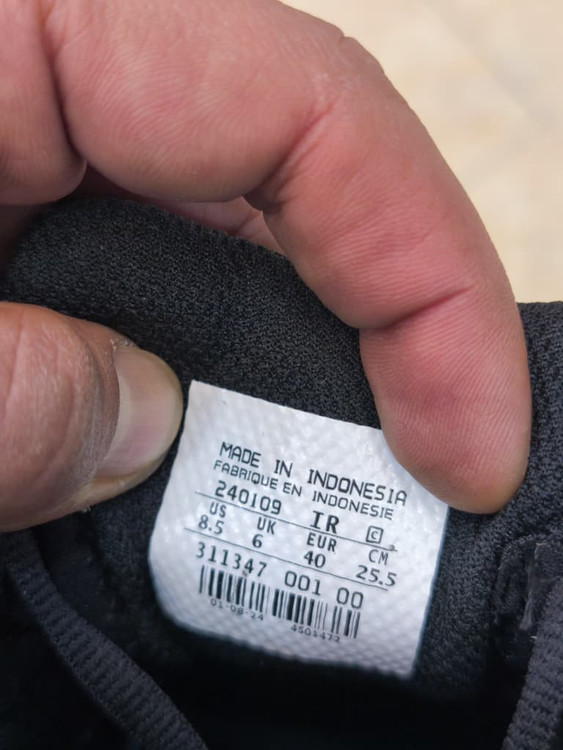 MADE IN INDONESIA
FABRIQUE EN INDONESIE
240109 IR C
US UK EUR CM
8.5 6 40 25.5
311347 001 00
01-08-24 4501472